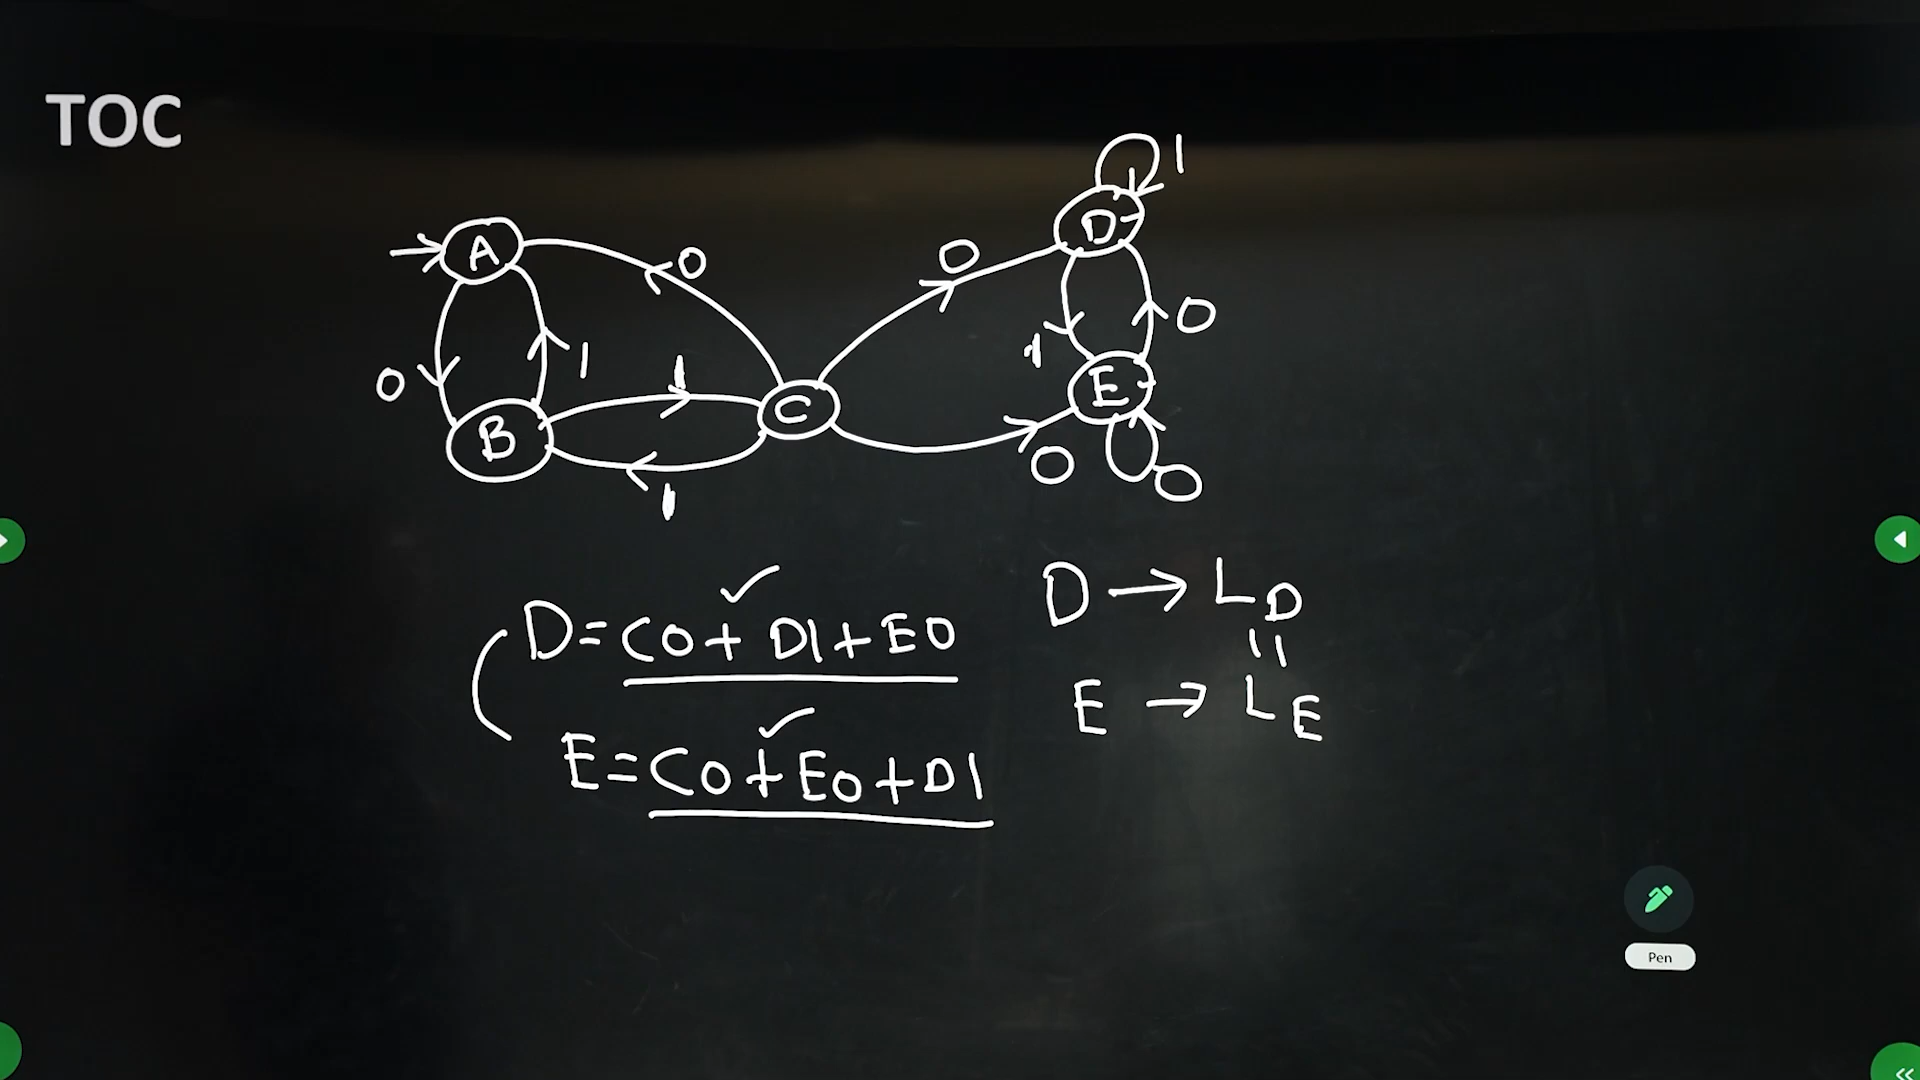 TOC
1
A
0
0
D
0
1
1
1
0
B
C
E
1
0
0
D=C0+D1+E0
D→L_D
=
E=C0+E0+D1
E→L_E
Pen